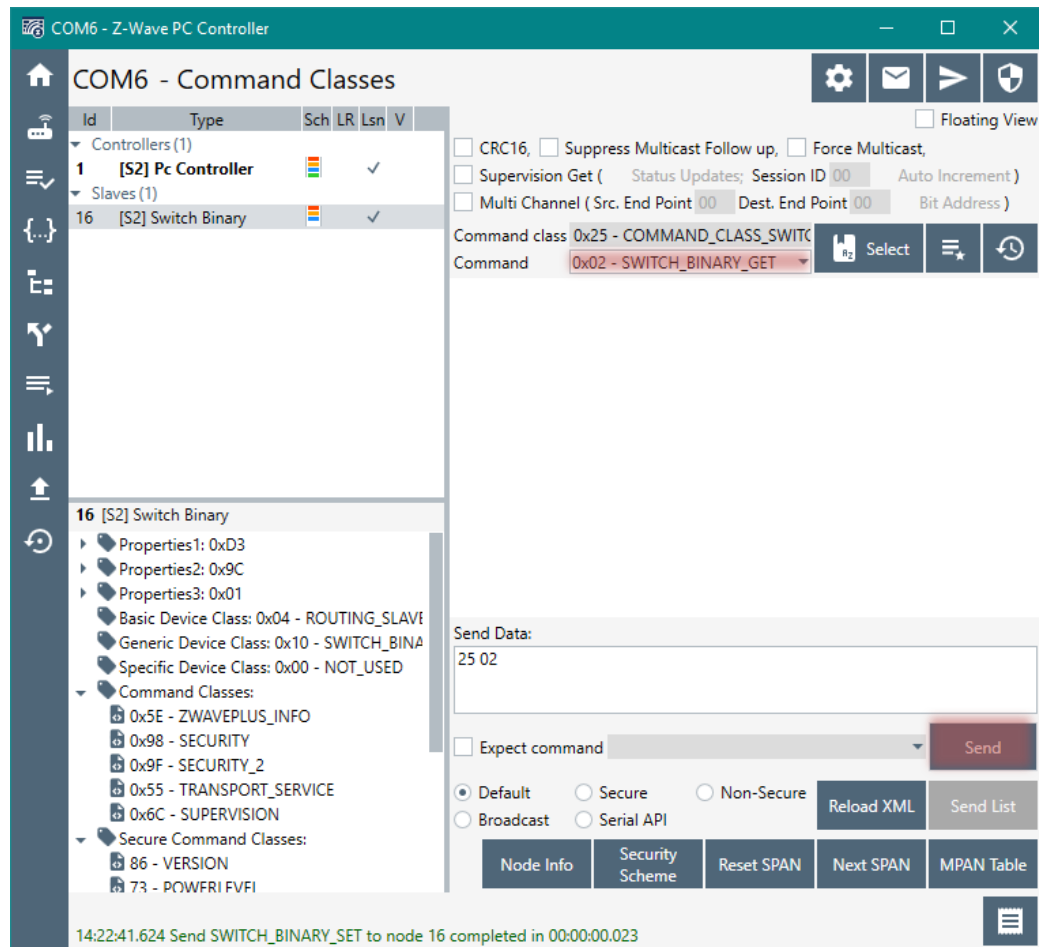 COM6 - Z-Wave PC Controller
COM6 - Command Classes
Id Type Sch LR Lsn V
Controllers (1)
1 [S2] Pc Controller
Slaves (1)
16 [S2] Switch Binary
Floating View
CRC16, Suppress Multicast Follow up, Force Multicast,
Supervision Get ( Status Updates; Session ID 00 Auto Increment )
Multi Channel ( Src. End Point 00 Dest. End Point 00 Bit Address )
Command class 0x25 - COMMAND_CLASS_SWITC
Command 0x02 - SWITCH_BINARY_GET
Select
16 [S2] Switch Binary
Properties1: 0xD3
Properties2: 0x9C
Properties3: 0x01
Basic Device Class: 0x04 - ROUTING_SLAVE
Generic Device Class: 0x10 - SWITCH_BINA
Specific Device Class: 0x00 - NOT_USED
Command Classes:
0x5E - ZWAVEPLUS_INFO
0x98 - SECURITY
0x9F - SECURITY_2
0x55 - TRANSPORT_SERVICE
0x6C - SUPERVISION
Secure Command Classes:
86 - VERSION
73 - POWERLEVEL
Send Data:
25 02
Expect command
Send
Default Secure Non-Secure
Broadcast Serial API
Reload XML Send List
Node Info Security Scheme Reset SPAN Next SPAN MPAN Table
14:22:41.624 Send SWITCH_BINARY_SET to node 16 completed in 00:00:00.023